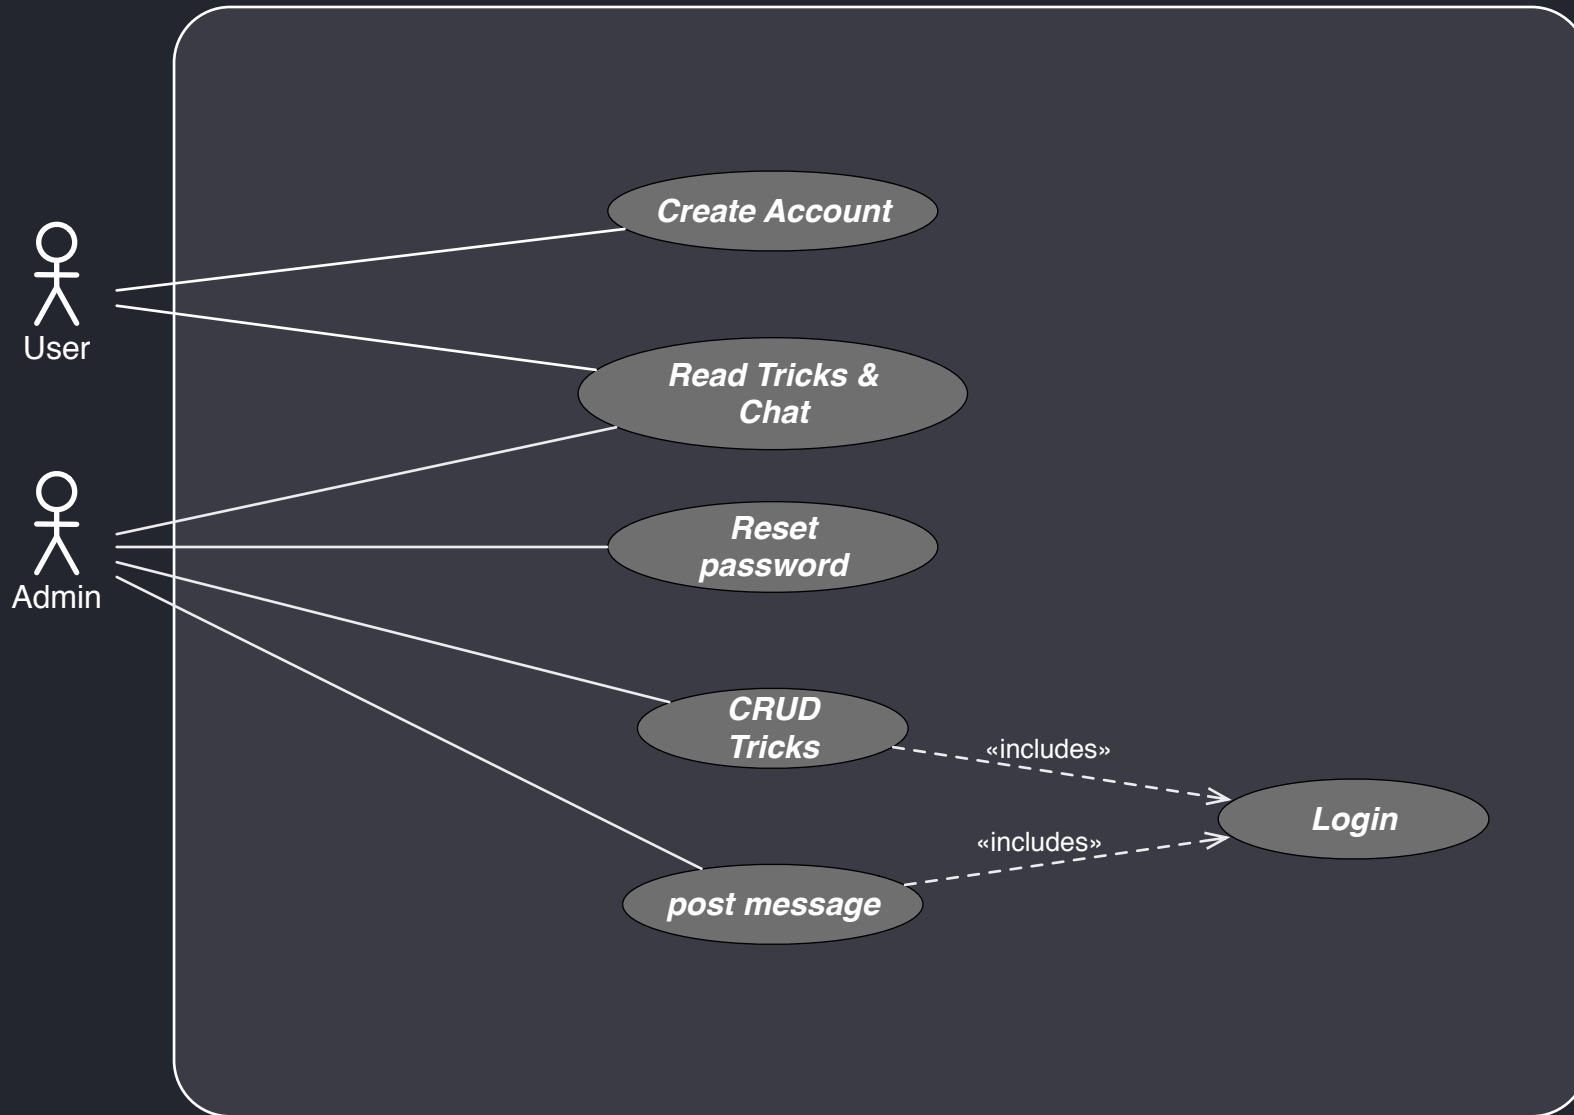 Create Account
User
Read Tricks &
Chat
Reset
password
Admin
CRUD
Tricks
«includes»
Login
«includes»
post message